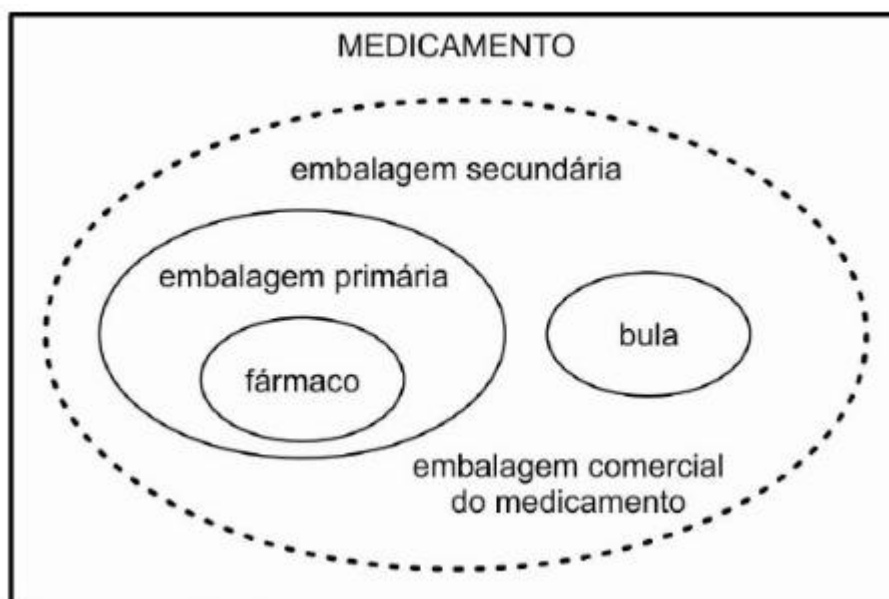 MEDICAMENTO
embalagem secundária
embalagem primária
fármaco
bula
embalagem comercial
do medicamento